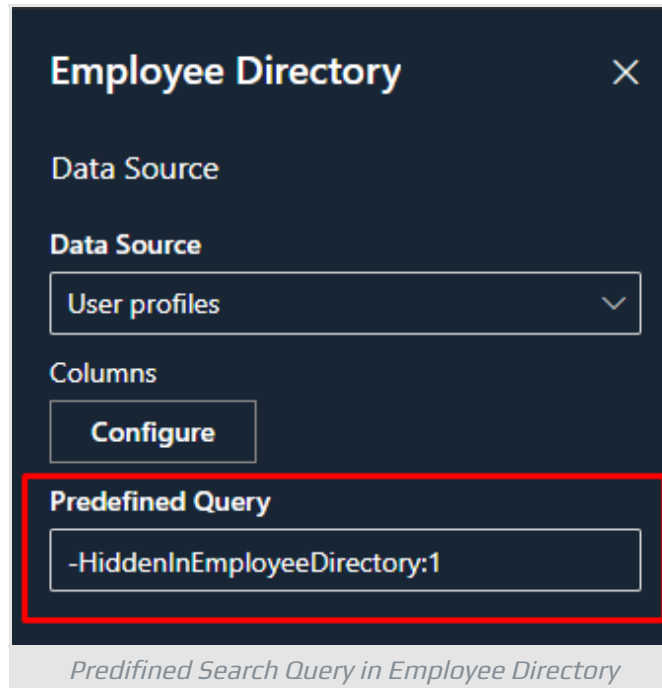 Employee Directory
Data Source
Data Source
User profiles
Columns
Configure
Predefined Query
-HiddenInEmployeeDirectory:1
Predifined Search Query in Employee Directory